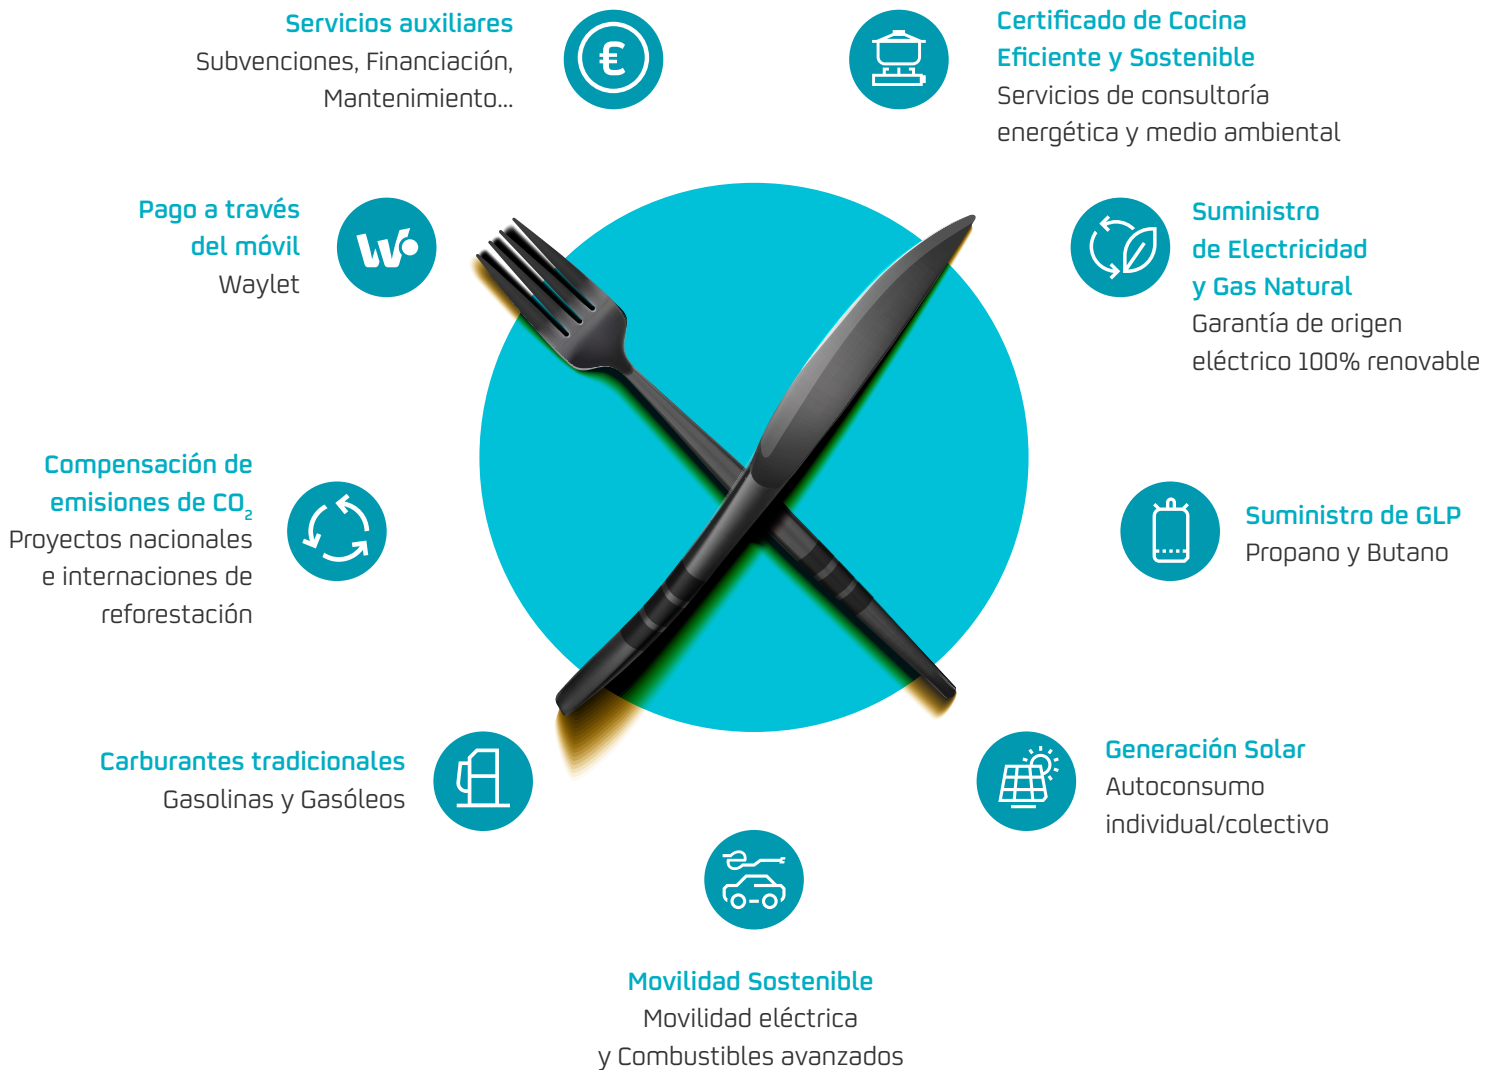 Servicios auxiliares
Subvenciones, Financiación,
Mantenimiento...
€
Certificado de Cocina
Eficiente y Sostenible
Servicios de consultoría
energética y medio ambiental
Pago a través
del móvil
Waylet
Suministro
de Electricidad
y Gas Natural
Garantía de origen
eléctrico 100% renovable
Compensación de
emisiones de CO₂
Proyectos nacionales
e internaciones de
reforestación
Suministro de GLP
Propano y Butano
Carburantes tradicionales
Gasolinas y Gasóleos
Generación Solar
Autoconsumo
individual/colectivo
Movilidad Sostenible
Movilidad eléctrica
y Combustibles avanzados